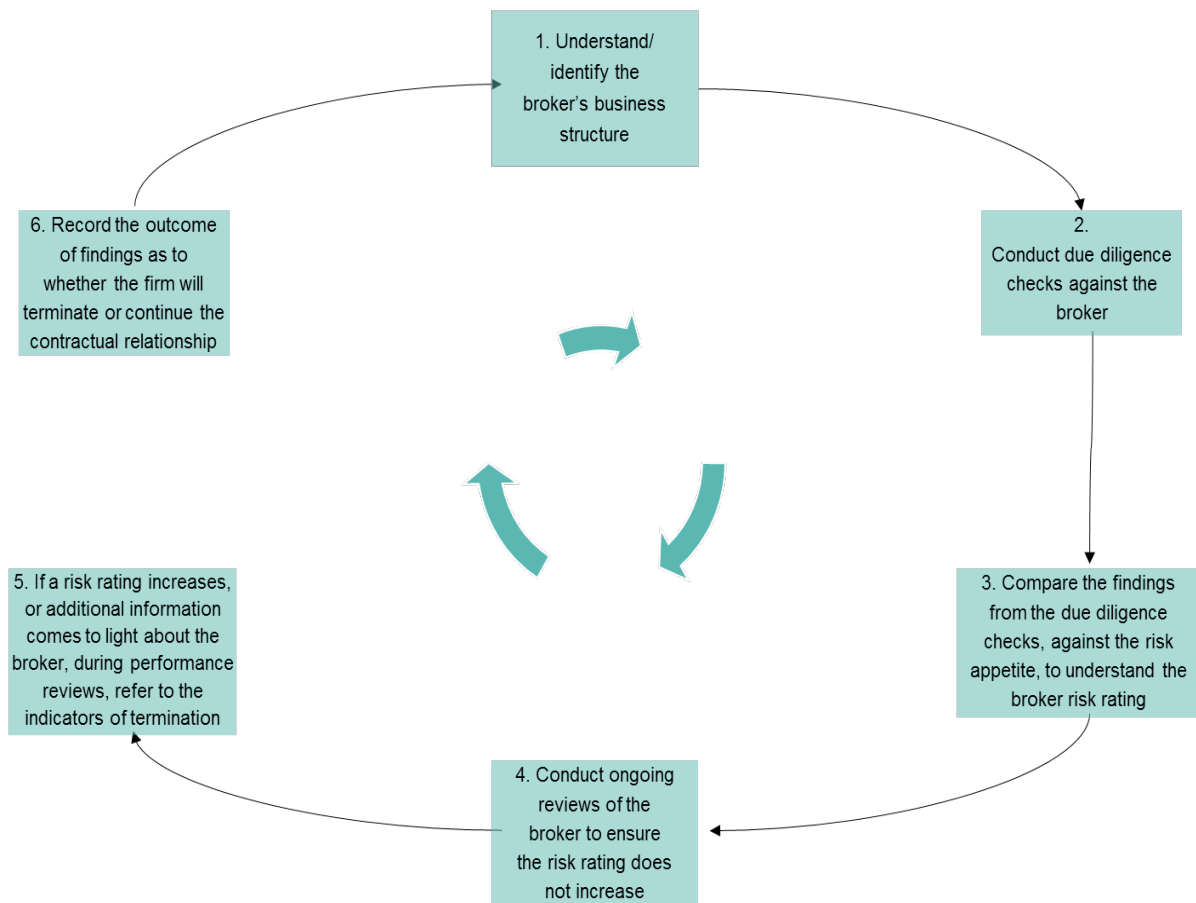 1. Understand/
identify the
broker’s business
structure
2.
Conduct due diligence
checks against the
broker
3. Compare the findings
from the due diligence
checks, against the risk
appetite, to understand the
broker risk rating
4. Conduct ongoing
reviews of the
broker to ensure
the risk rating does
not increase
5. If a risk rating increases,
or additional information
comes to light about the
broker, during performance
reviews, refer to the
indicators of termination
6. Record the outcome
of findings as to
whether the firm will
terminate or continue the
contractual relationship